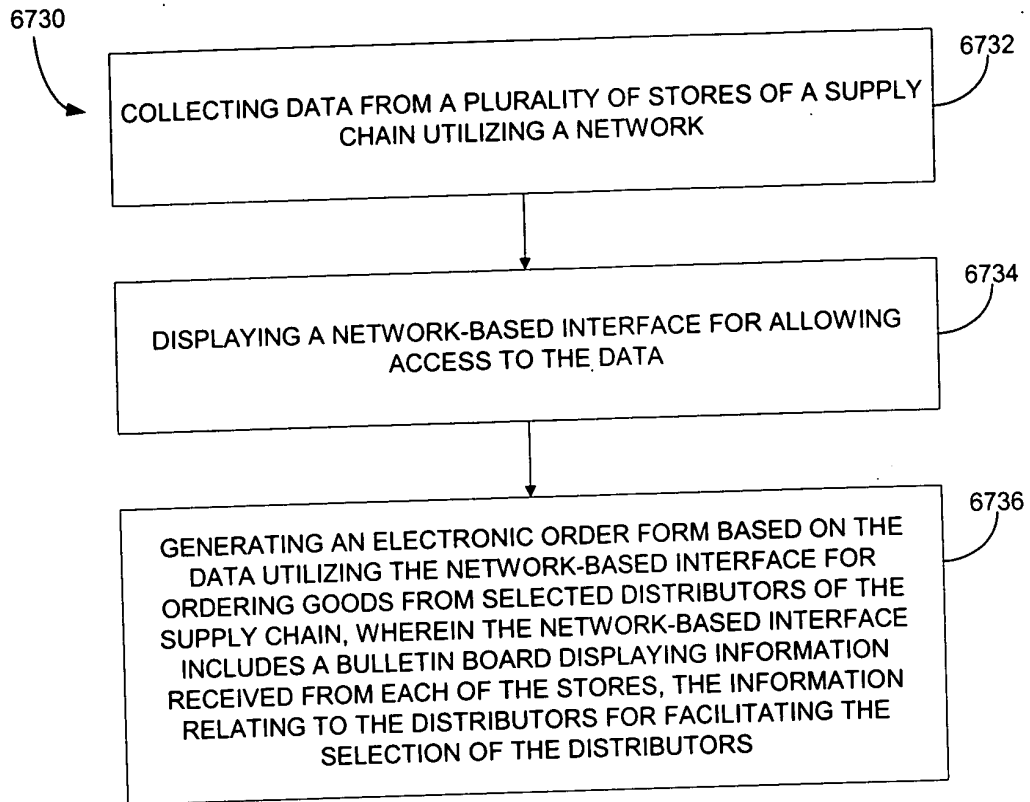 6730
6732
COLLECTING DATA FROM A PLURALITY OF STORES OF A SUPPLY
CHAIN UTILIZING A NETWORK
6734
DISPLAYING A NETWORK-BASED INTERFACE FOR ALLOWING
ACCESS TO THE DATA
6736
GENERATING AN ELECTRONIC ORDER FORM BASED ON THE
DATA UTILIZING THE NETWORK-BASED INTERFACE FOR
ORDERING GOODS FROM SELECTED DISTRIBUTORS OF THE
SUPPLY CHAIN, WHEREIN THE NETWORK-BASED INTERFACE
INCLUDES A BULLETIN BOARD DISPLAYING INFORMATION
RECEIVED FROM EACH OF THE STORES, THE INFORMATION
RELATING TO THE DISTRIBUTORS FOR FACILITATING THE
SELECTION OF THE DISTRIBUTORS